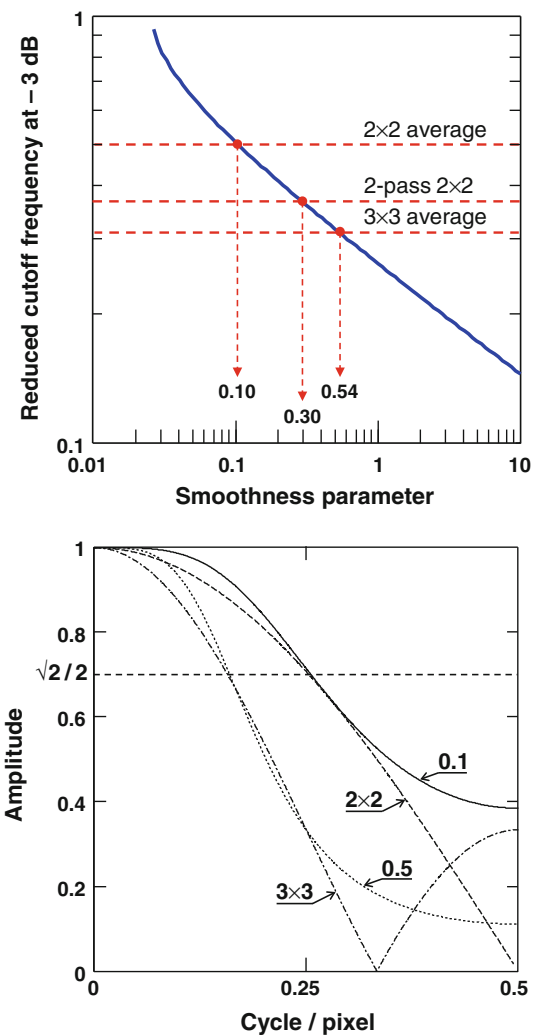 1
2×2 average
2-pass 2×2
3×3 average
0.10
0.54
0.30
0.1
0.01
0.1
1
10
Reduced cutoff frequency at – 3 dB
Smoothness parameter
1
0.8
√2 / 2
0.6
0.4
0.2
0
0.1
2×2
0.5
3×3
0
0.25
0.5
Amplitude
Cycle / pixel